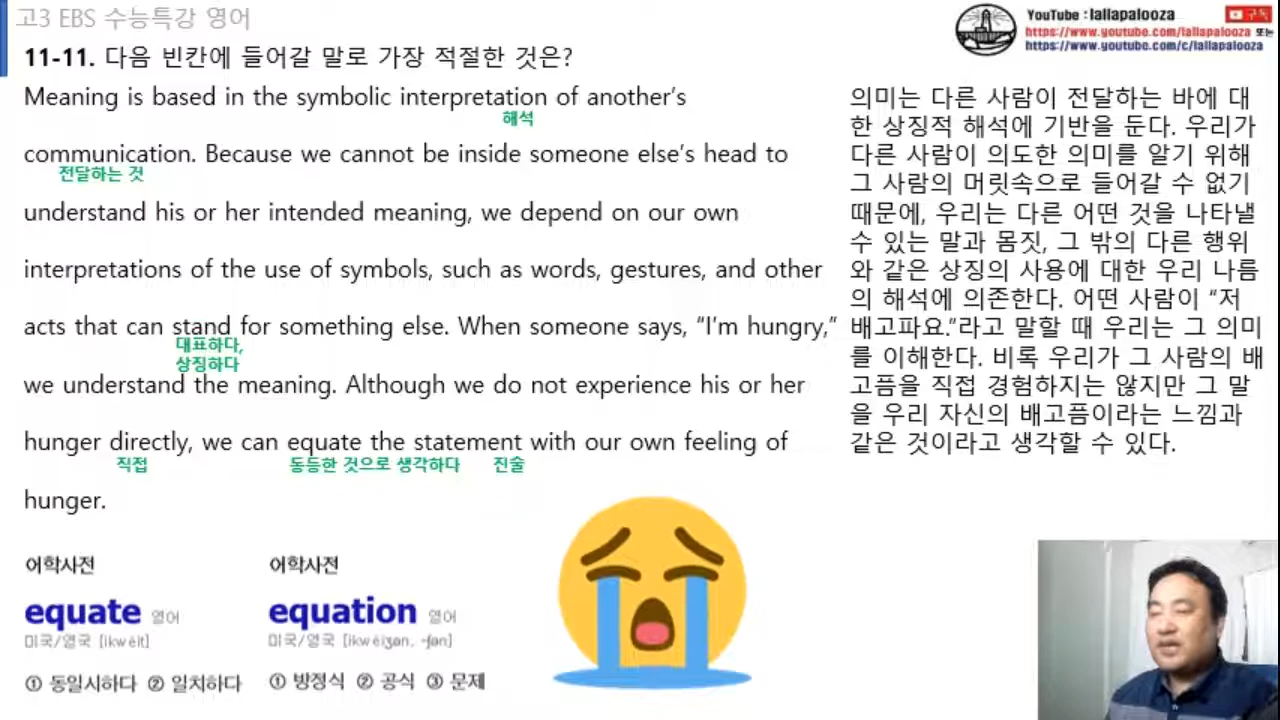 고3 EBS 수능특강 영어
YouTube : lallapalooza
구독
https://www.youtube.com/lallapalooza 또는
https://www.youtube.com/c/lallapalooza
11-11. 다음 빈칸에 들어갈 말로 가장 적절한 것은?
Meaning is based in the symbolic interpretation of another's
해석
communication. Because we cannot be inside someone else's head to
전달하는 것
understand his or her intended meaning, we depend on our own
interpretations of the use of symbols, such as words, gestures, and other
acts that can stand for something else. When someone says, “I'm hungry,”
대표하다,
상징하다
we understand the meaning. Although we do not experience his or her
hunger directly, we can equate the statement with our own feeling of
직접 동등한 것으로 생각하다 진술
hunger.
의미는 다른 사람이 전달하는 바에 대
한 상징적 해석에 기반을 둔다. 우리가
다른 사람이 의도한 의미를 알기 위해
그 사람의 머릿속으로 들어갈 수 없기
때문에, 우리는 다른 어떤 것을 나타낼
수 있는 말과 몸짓, 그 밖의 다른 행위
와 같은 상징의 사용에 대한 우리 나름
의 해석에 의존한다. 어떤 사람이 “저
배고파요.”라고 말할 때 우리는 그 의미
를 이해한다. 비록 우리가 그 사람의 배
고픔을 직접 경험하지는 않지만 그 말
을 우리 자신의 배고픔이라는 느낌과
같은 것이라고 생각할 수 있다.
어학사전
equate 영어
미국/영국 [ikwéit]
① 동일시하다 ② 일치하다
어학사전
equation 영어
미국/영국 [ikwéiʒən, -ʃən]
① 방정식 ② 공식 ③ 문제